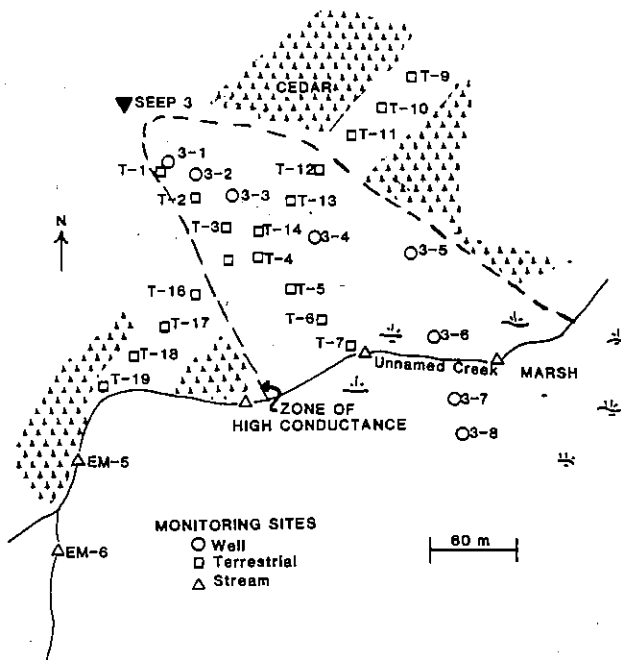 T-9
CEDAR
SEEP 3
T-10
T-11
3-1
T-1
3-2
T-12
T-2
3-3
T-13
N
T-3
T-14
3-4
T-4
3-5
T-16
T-5
T-17
T-6
3-6
T-7
T-18
Unnamed Creek
MARSH
T-19
3-7
ZONE OF
HIGH CONDUCTANCE
3-8
EM-5
MONITORING SITES
Well
60 m
EM-6
Terrestrial
Stream